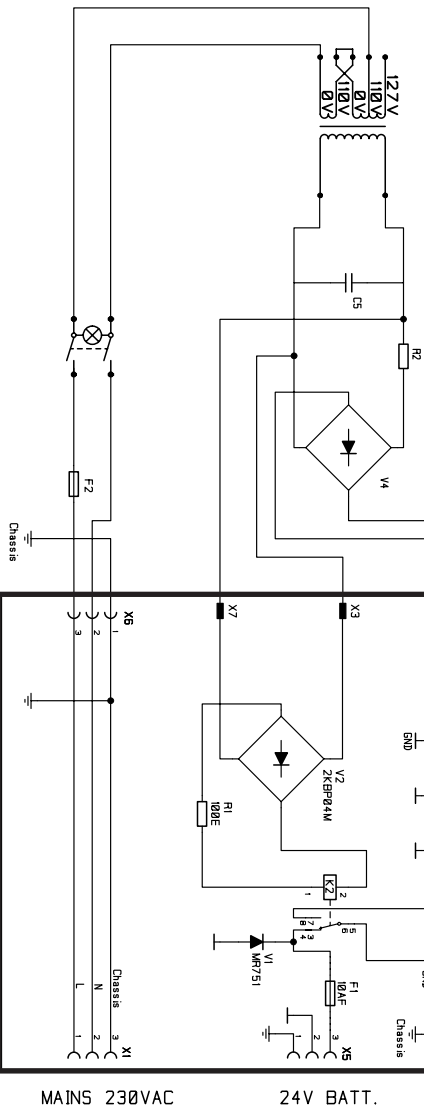 127V
110V
0V
110V
0V
C5
R2
V4
F2
Chassis
X6
3
2
1
X7
X3
GND
V2
2KBP04M
R1
100E
K2
1
2
8
7
4
3
6
5
V1
MR751
F1
10AF
Chassis
L
N
Chassis
1
2
3
X1
1
2
3
X5
MAINS 230VAC
24V BATT.